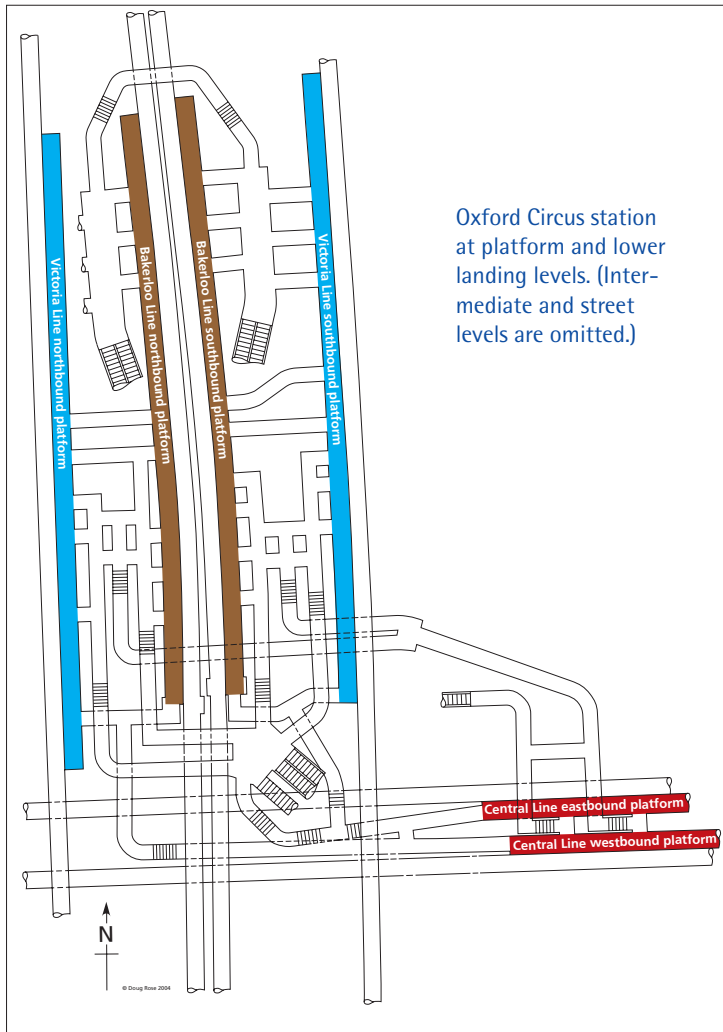 Oxford Circus station
at platform and lower
landing levels. (Inter-
mediate and street
levels are omitted.)
Victoria Line northbound platform
Bakerloo Line northbound platform
Bakerloo Line southbound platform
Victoria Line southbound platform
Central Line eastbound platform
Central Line westbound platform
N
© Doug Rose 2004